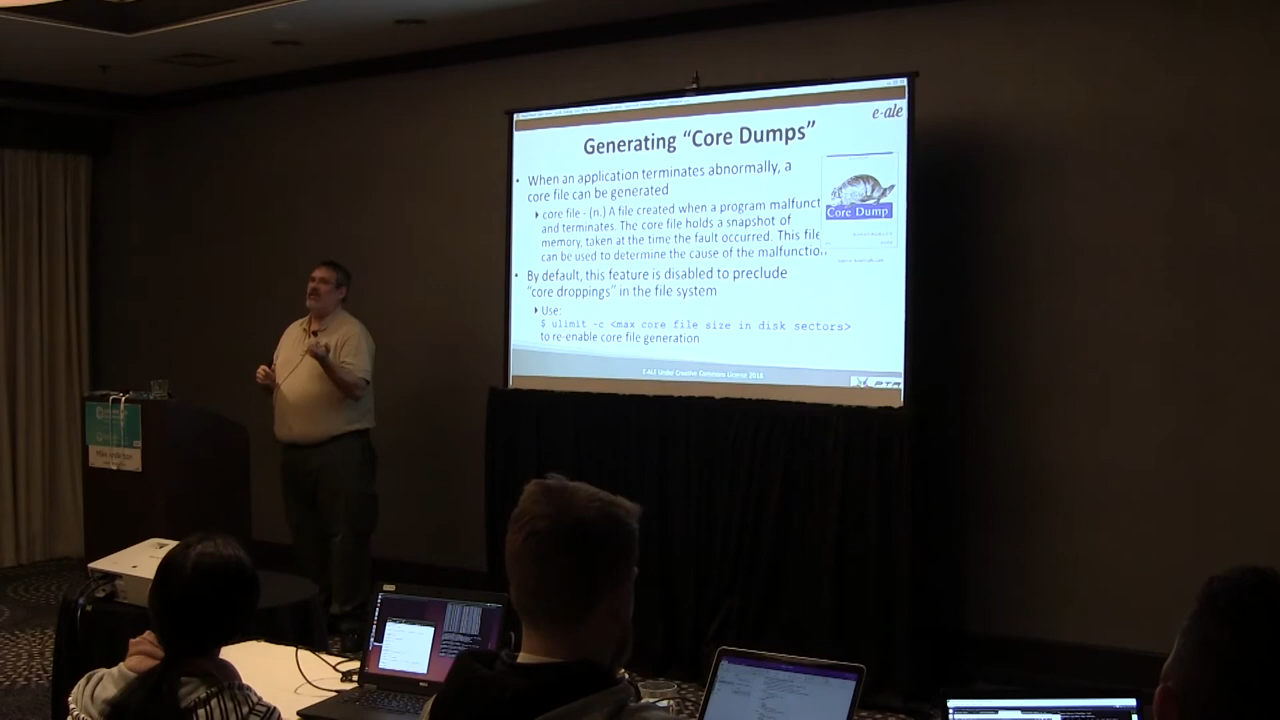 e-ale
Generating “Core Dumps”
• When an application terminates abnormally, a
core file can be generated
core file - (n.) A file created when a program malfunct
and terminates. The core file holds a snapshot of
memory, taken at the time the fault occurred. This file
can be used to determine the cause of the malfunction.
• By default, this feature is disabled to preclude
“core droppings” in the file system
Use:
$ ulimit -c <max core file size in disk sectors>
to re-enable core file generation
Core Dump
E-ALE Under Creative Commons License 2018
PTR
Mike Anderson